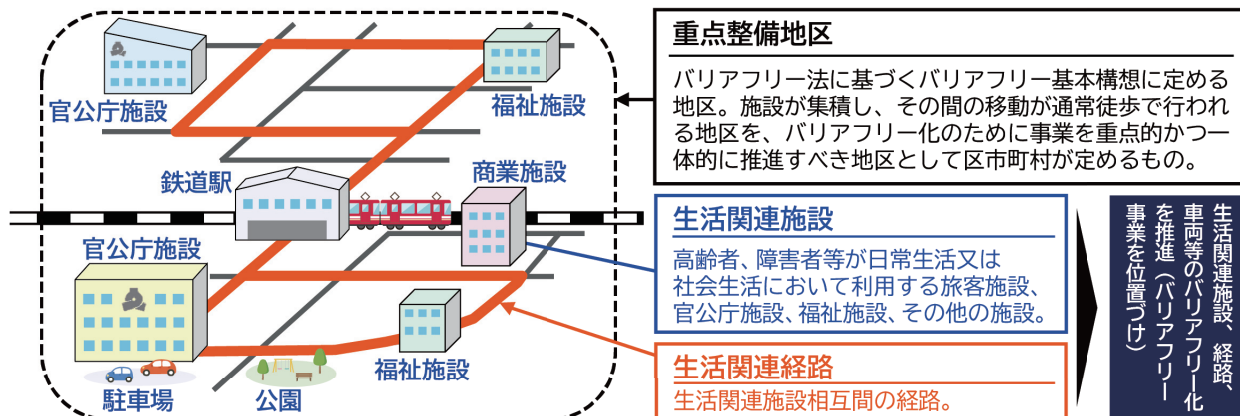 官公庁施設
福祉施設
鉄道駅
商業施設
官公庁施設
福祉施設
駐車場
公園
重点整備地区
バリアフリー法に基づくバリアフリー基本構想に定める
地区。施設が集積し、その間の移動が通常徒歩で行われ
る地区を、バリアフリー化のために事業を重点的かつ一
体的に推進すべき地区として区市町村が定めるもの。
生活関連施設
高齢者、障害者等が日常生活又は
社会生活において利用する旅客施設、
官公庁施設、福祉施設、その他の施設。
生活関連経路
生活関連施設相互間の経路。
生活関連施設、経路、
車両等のバリアフリー化
を推進（バリアフリー
事業を位置づけ）